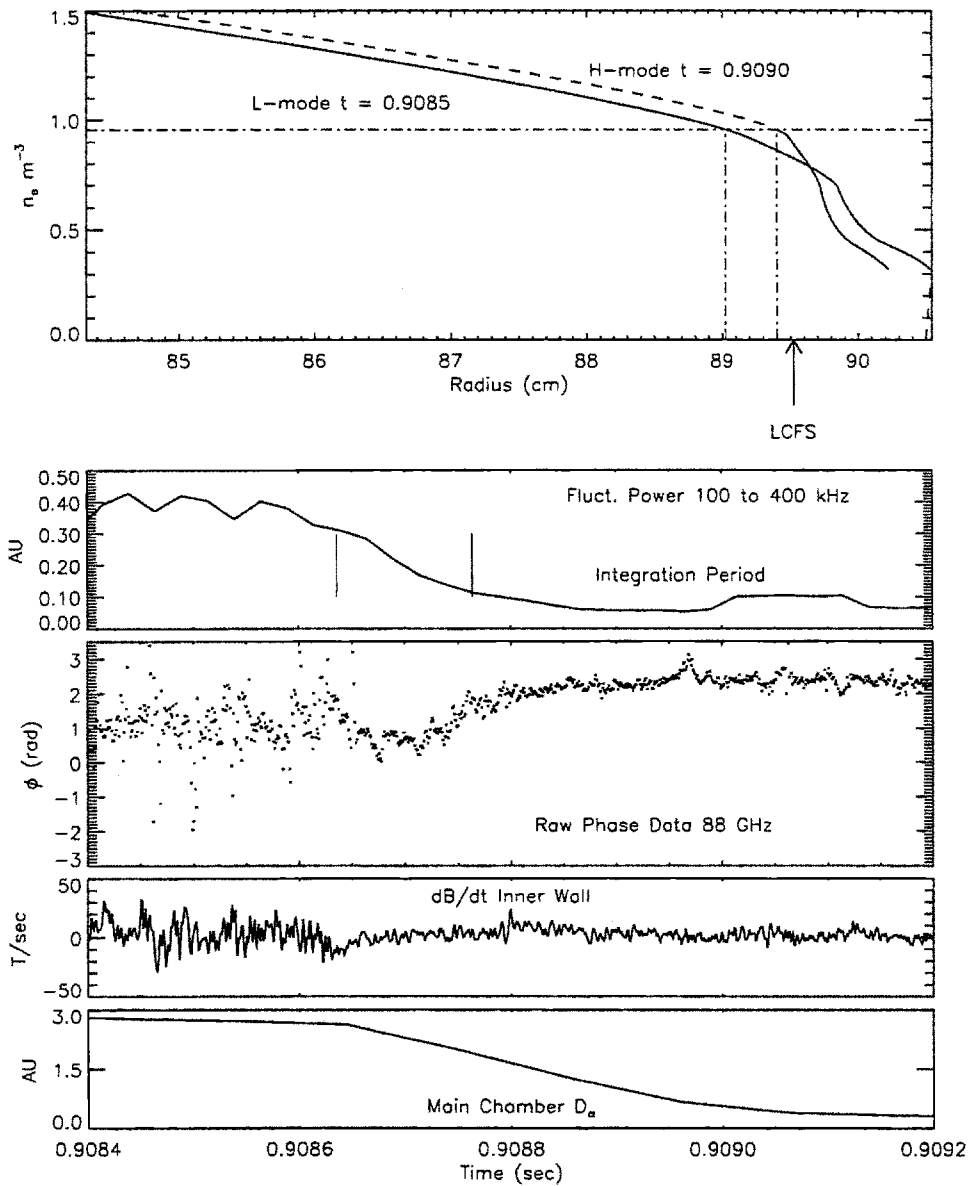 1.5
1.0
0.5
0.0
n_e m^-3
H-mode t = 0.9090
L-mode t = 0.9085
85
86
87
88
89
90
Radius (cm)
LCFS
0.50
0.40
0.30
0.20
0.10
0.00
AU
Fluct. Power 100 to 400 kHz
Integration Period
3
2
1
0
-1
-2
-3
ϕ (rad)
Raw Phase Data 88 GHz
50
0
-50
T/sec
dB/dt Inner Wall
3.0
1.5
0.0
AU
Main Chamber D_α
0.9084
0.9086
0.9088
0.9090
0.9092
Time (sec)